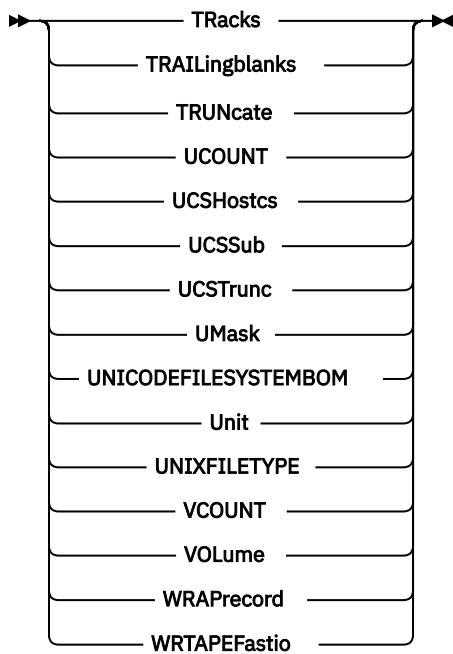 TRacks
TRAILingblanks
TRUNcate
UCOUNT
UCSHostcs
UCSSub
UCSTrunc
UMask
UNICODEFILESYSTEMBOM
Unit
UNIXFILETYPE
VCOUNT
VOLume
WRAPrecord
WRTAPEFastio